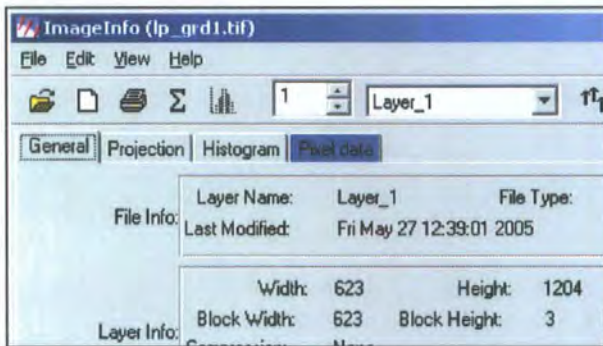 ImageInfo (lp_grd1.tif)
File Edit View Help
1 Layer_1
General Projection Histogram Pixel data
File Info:
Layer Name: Layer_1 File Type:
Last Modified: Fri May 27 12:39:01 2005
Layer Info:
Width: 623 Height: 1204
Block Width: 623 Block Height: 3